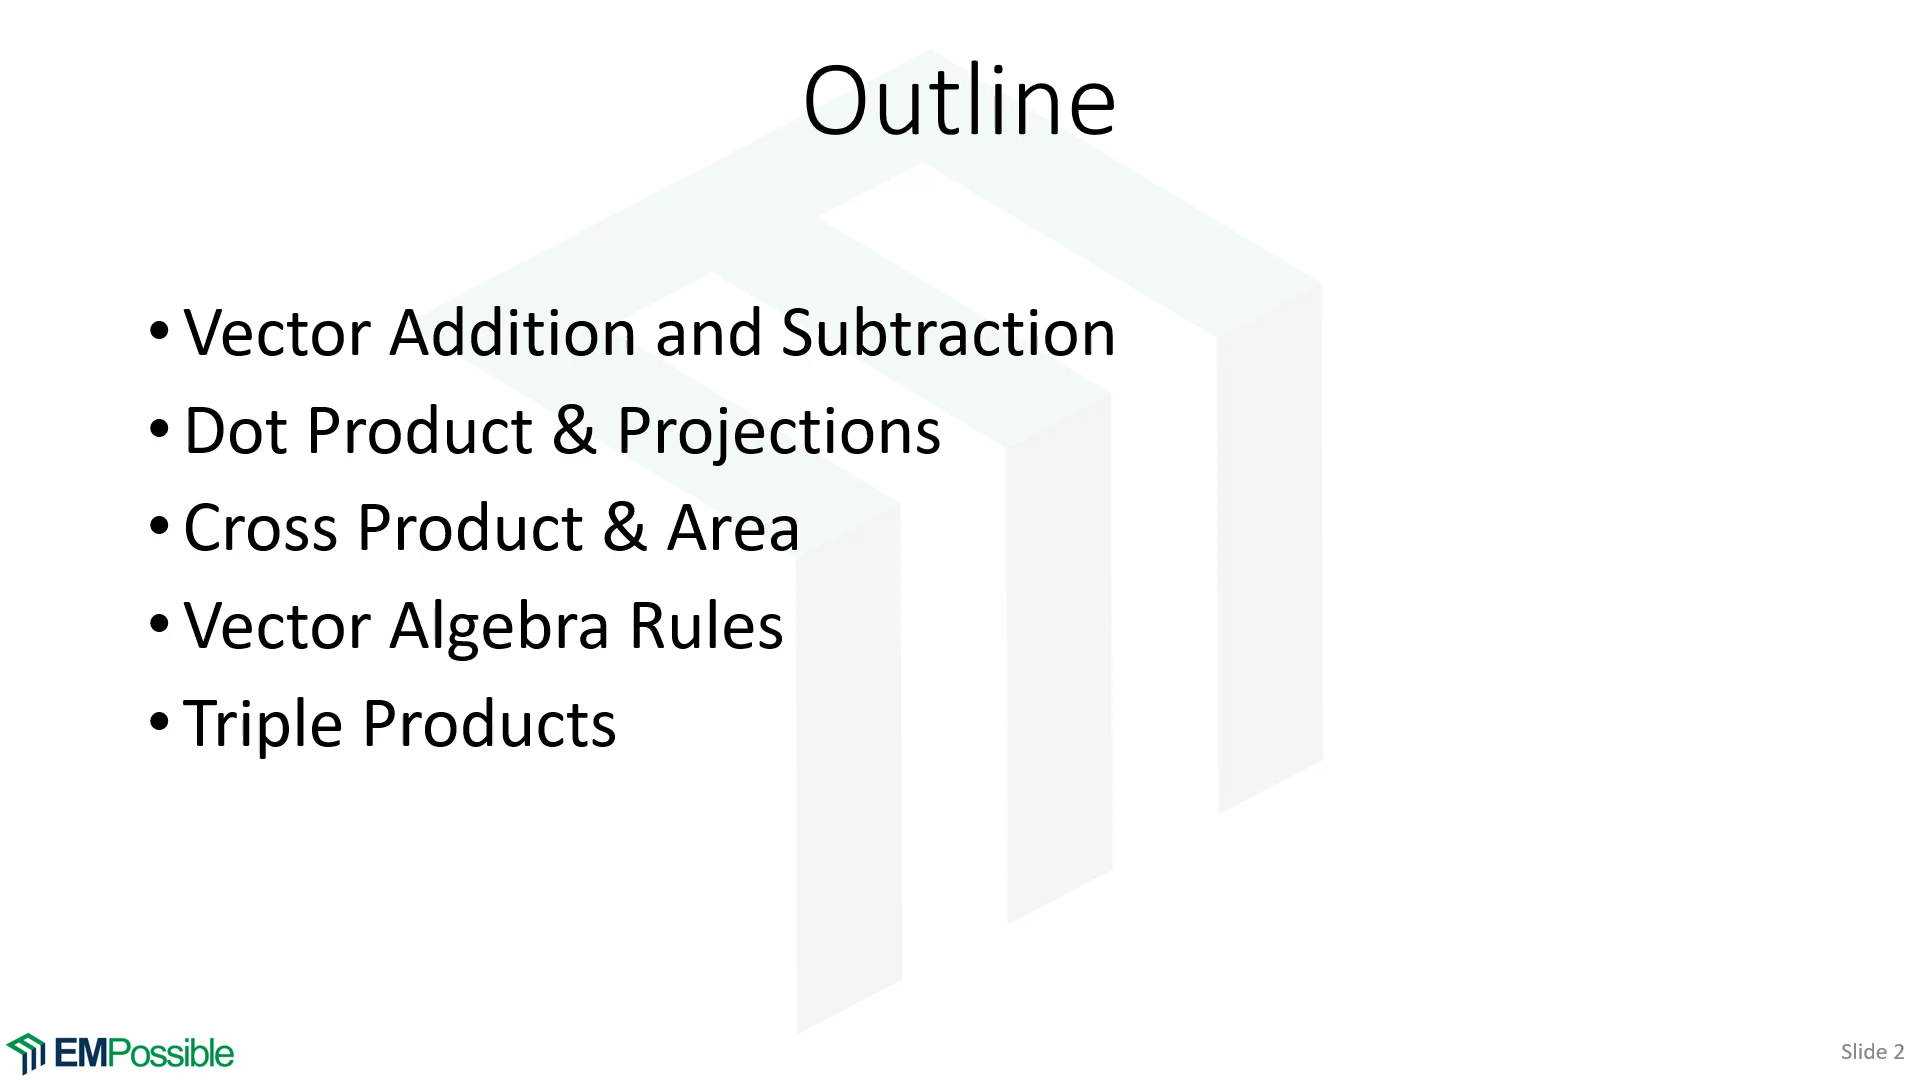 Outline
• Vector Addition and Subtraction
• Dot Product & Projections
• Cross Product & Area
• Vector Algebra Rules
• Triple Products
EMPossible
Slide 2